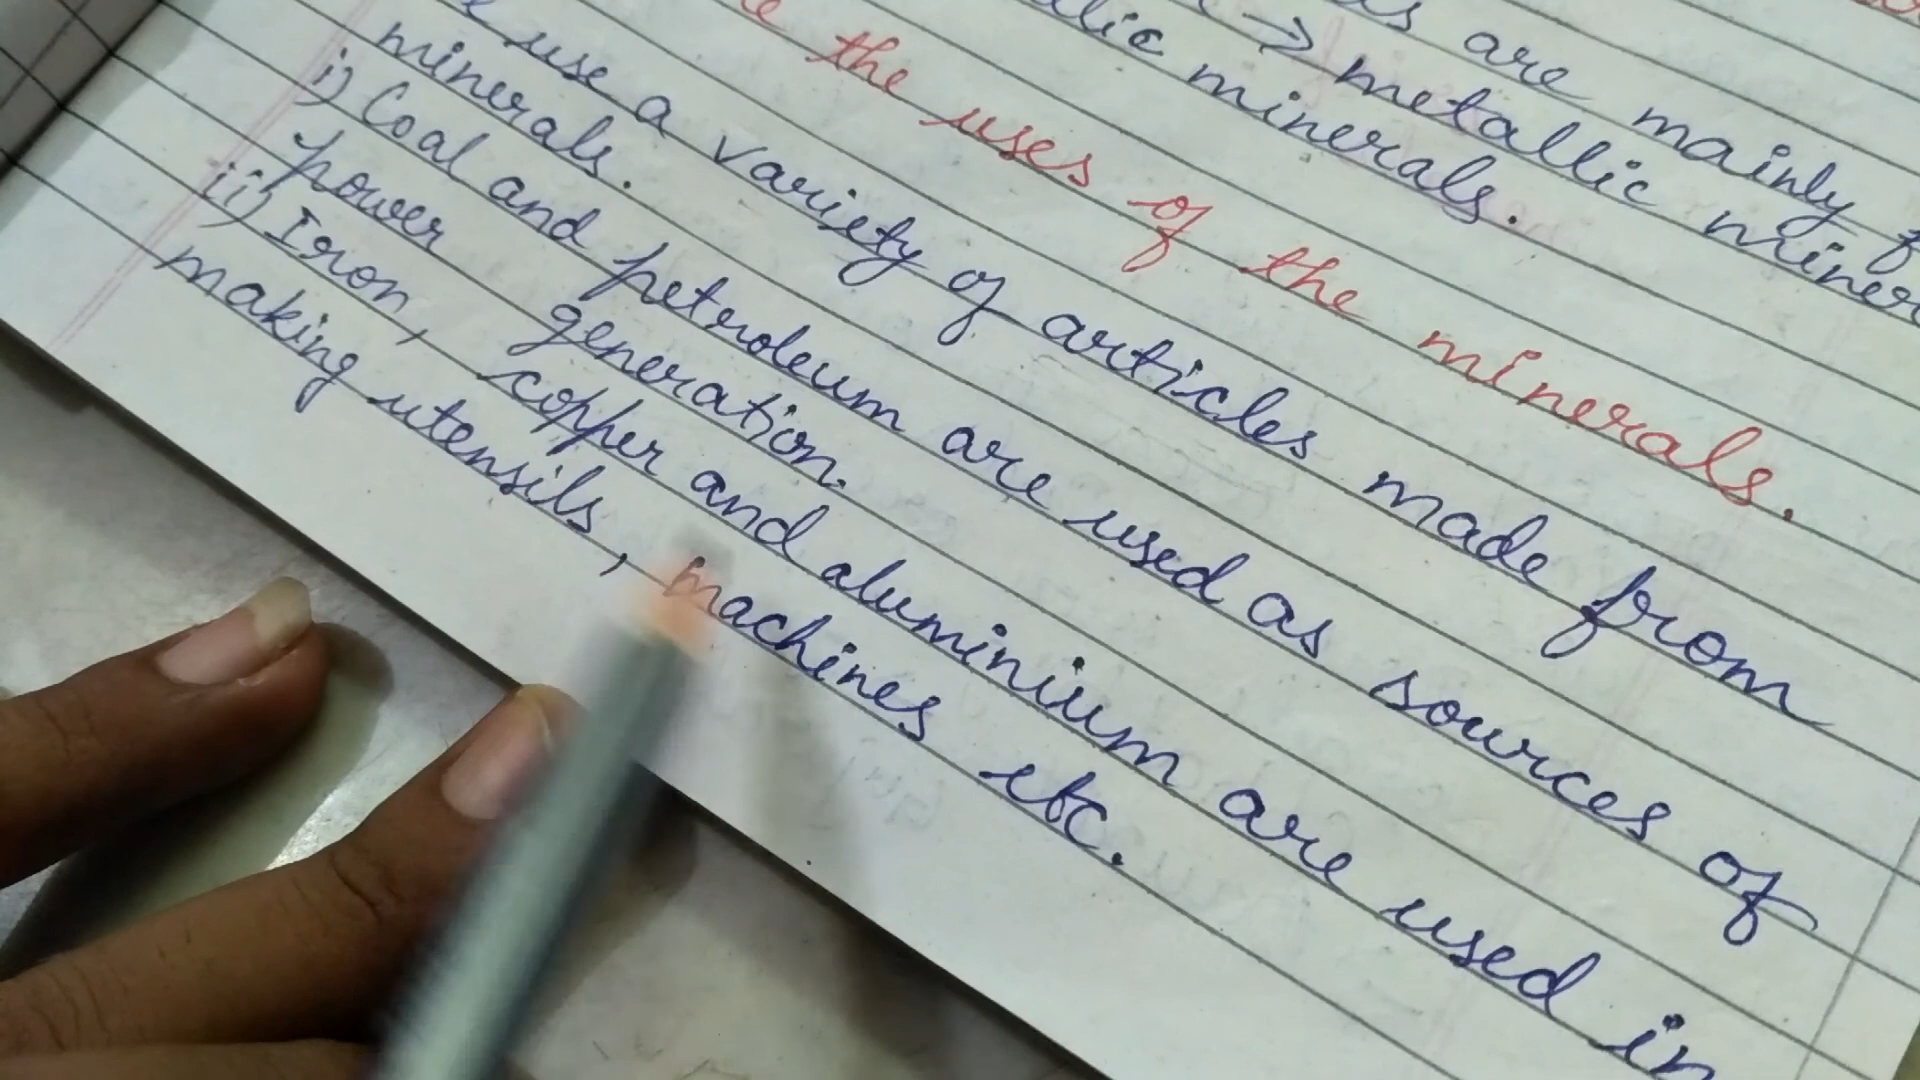 are mainly
→ metallic miner
minerals.
the uses of the minerals.
use a variety of articles made from
minerals.
i) Coal and petroleum are used as sources of
power generation.
ii) Iron, copper and aluminium are used in
making utensils, machines etc.